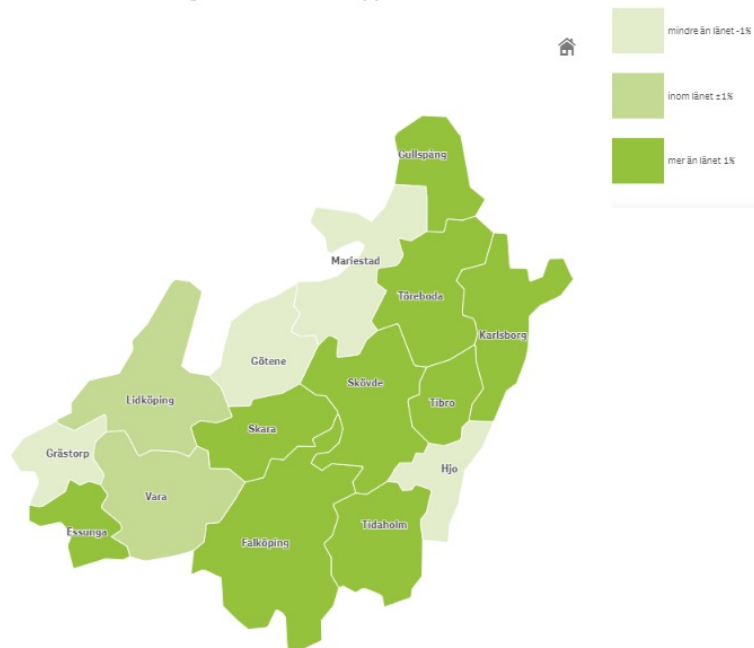 mindre än länet -1%
inom länet ±1%
mer än länet 1%
Gullspång
Mariestad
Töreboda
Karlsborg
Götene
Skövde
Lidköping
Tibro
Skara
Grästorp
Hjo
Vara
Essunga
Tidaholm
Falköping